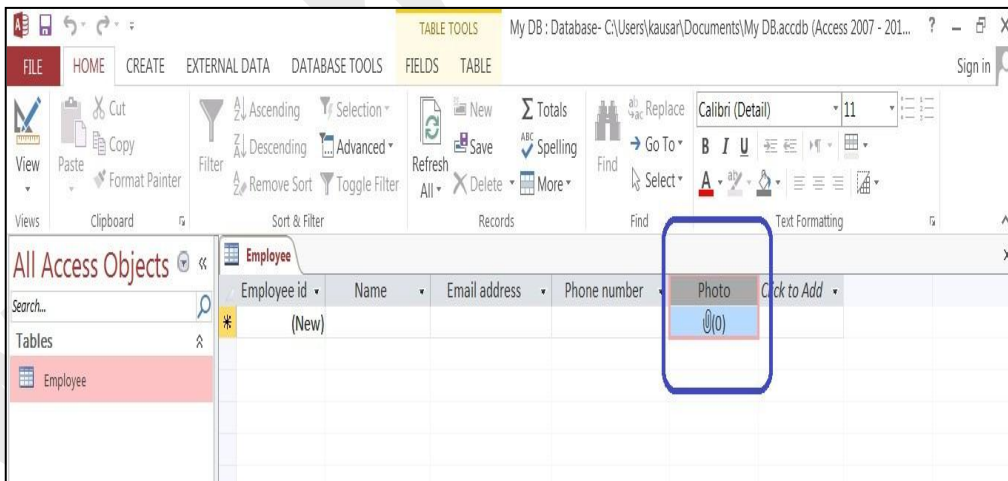 TABLE TOOLS My DB : Database- C:\Users\kausar\Documents\My DB.accdb (Access 2007 - 201... ?
FILE HOME CREATE EXTERNAL DATA DATABASE TOOLS FIELDS TABLE Sign in
View
Paste
Cut
Copy
Format Painter
Filter
Ascending
Descending
Remove Sort
Selection
Advanced
Toggle Filter
Refresh
All
New
Save
Delete
Totals
Spelling
More
Find
Replace
Go To
Select
Calibri (Detail) 11
B I U
A
Views Clipboard Sort & Filter Records Find Text Formatting
All Access Objects
Search...
Tables
Employee
Employee
Employee id Name Email address Phone number Photo Click to Add
(New) (0)